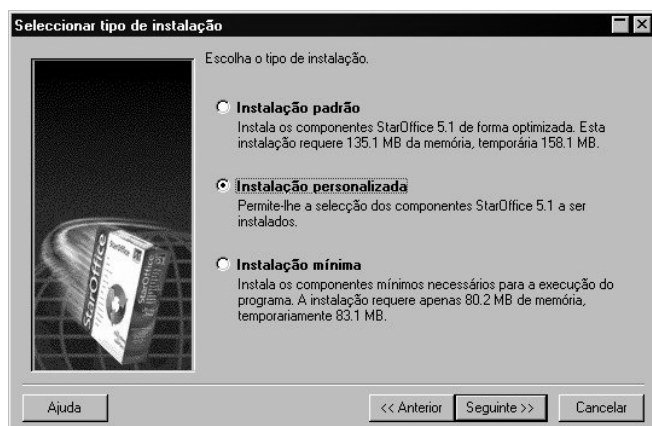 Seleccionar tipo de instalação
Escolha o tipo de instalação.
Instalação padrão
Instala os componentes StarOffice 5.1 de forma optimizada. Esta
instalação requere 135.1 MB da memória, temporária 158.1 MB.
Instalação personalizada
Permite-lhe a selecção dos componentes StarOffice 5.1 a ser
instalados.
Instalação mínima
Instala os componentes mínimos necessários para a execução do
programa. A instalação requere apenas 80.2 MB de memória,
temporariamente 83.1 MB.
StarOffice
StarOffice
Ajuda
<< Anterior
Seguinte >>
Cancelar